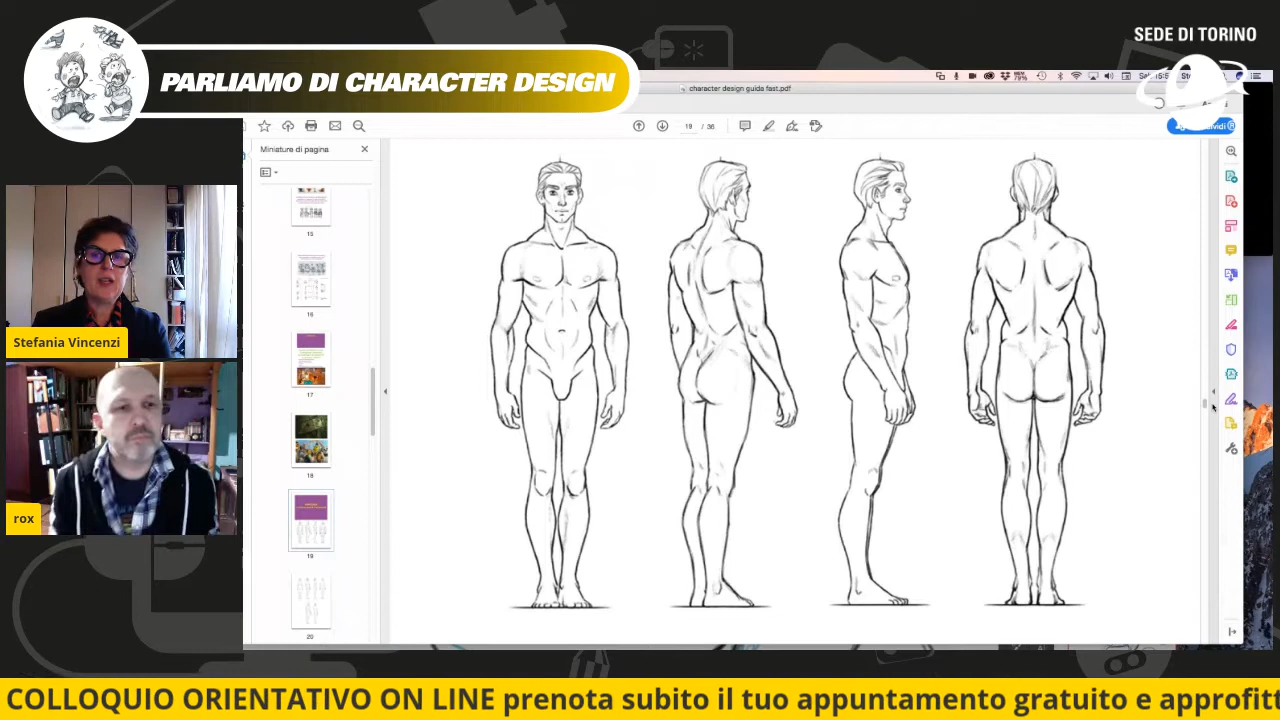 SEDE DI TORINO
PARLIAMO DI CHARACTER DESIGN
character design guida fast.pdf
19 / 36
Miniature di pagina
15
16
17
18
19
20
Stefania Vincenzi
rox
COLLOQUIO ORIENTATIVO ON LINE prenota subito il tuo appuntamento gratuito e approfitt